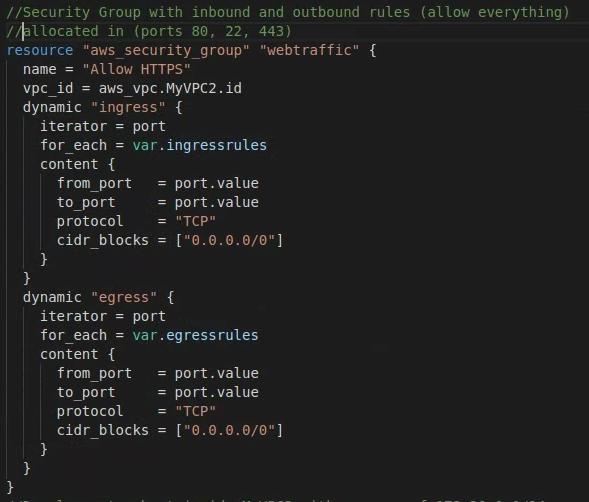 //Security Group with inbound and outbound rules (allow everything)
//allocated in (ports 80, 22, 443)
resource "aws_security_group" "webtraffic" {
  name = "Allow HTTPS"
  vpc_id = aws_vpc.MyVPC2.id
  dynamic "ingress" {
    iterator = port
    for_each = var.ingressrules
    content {
      from_port   = port.value
      to_port     = port.value
      protocol    = "TCP"
      cidr_blocks = ["0.0.0.0/0"]
    }
  }
  dynamic "egress" {
    iterator = port
    for_each = var.egressrules
    content {
      from_port   = port.value
      to_port     = port.value
      protocol    = "TCP"
      cidr_blocks = ["0.0.0.0/0"]
    }
  }
}